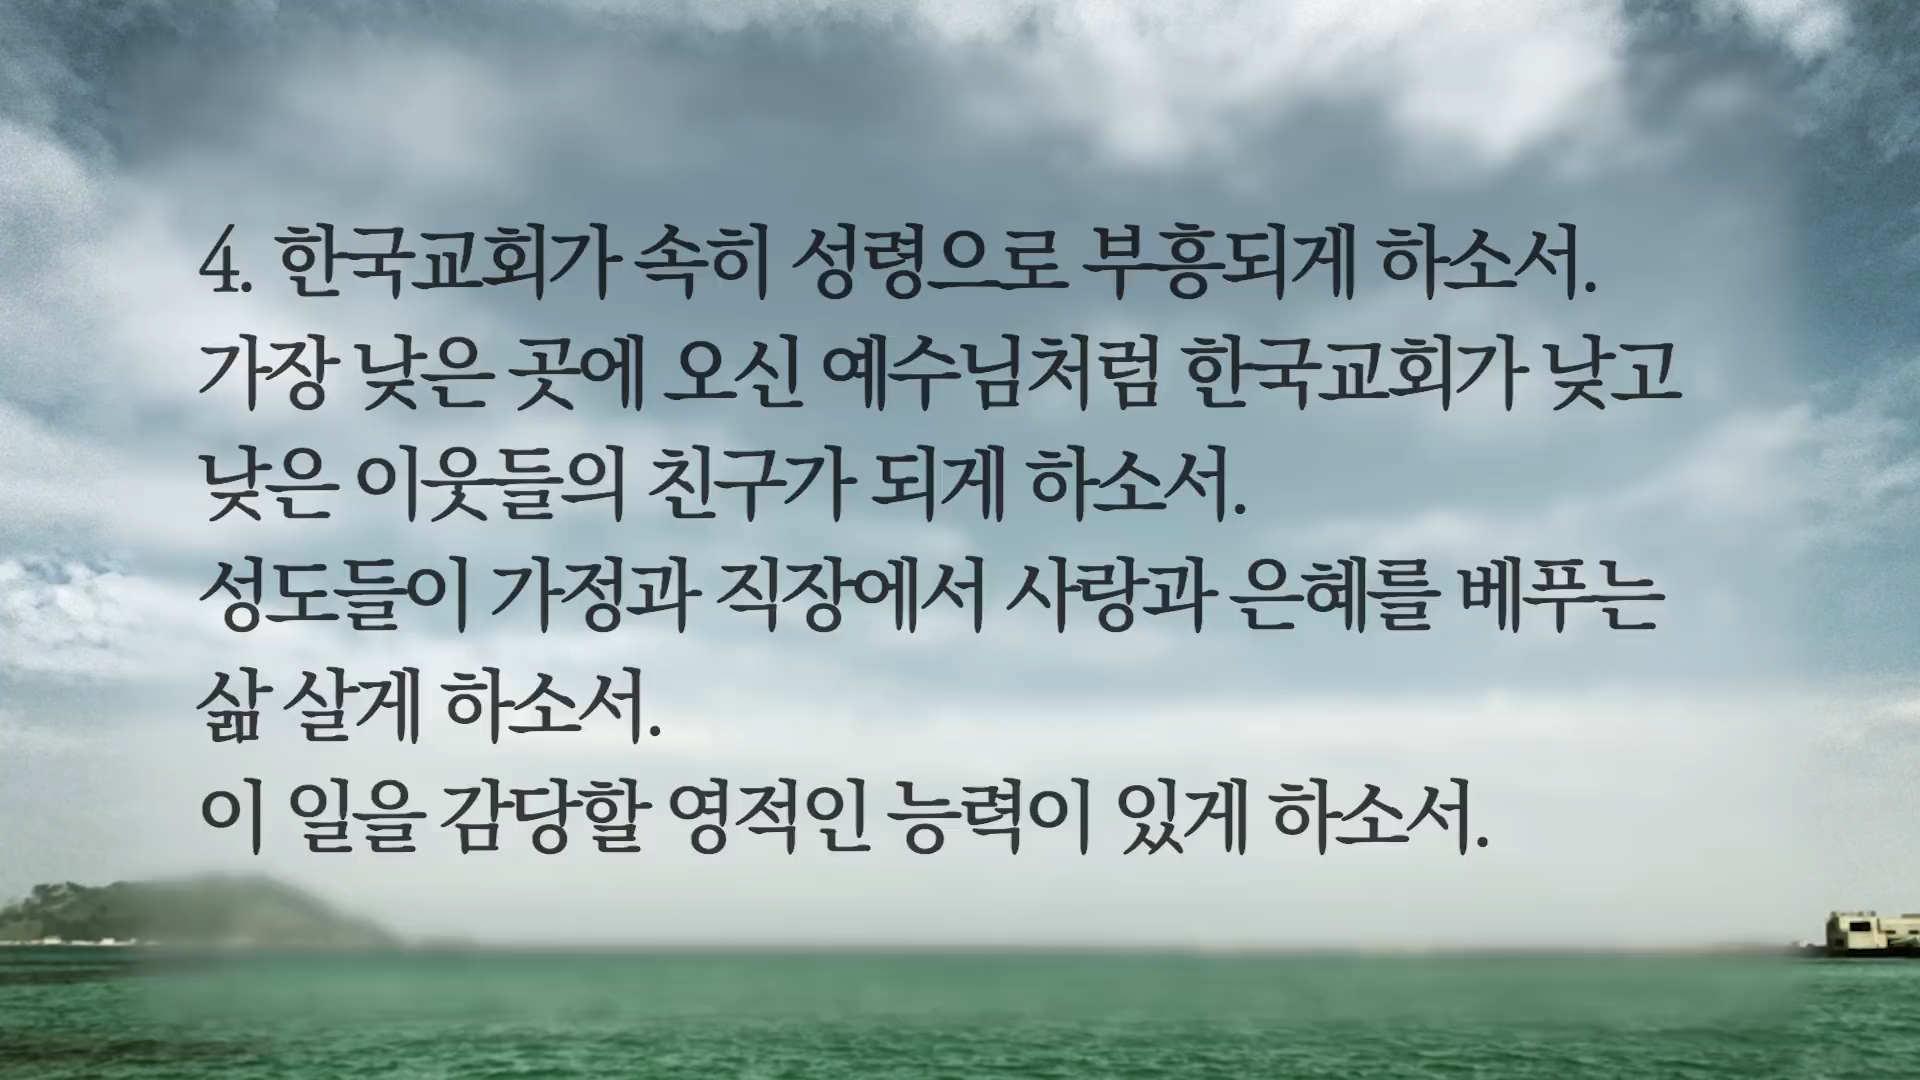 4. 한국교회가 속히 성령으로 부흥되게 하소서.
가장 낮은 곳에 오신 예수님처럼 한국교회가 낮고
낮은 이웃들의 친구가 되게 하소서.
성도들이 가정과 직장에서 사랑과 은혜를 베푸는
삶 살게 하소서.
이 일을 감당할 영적인 능력이 있게 하소서.